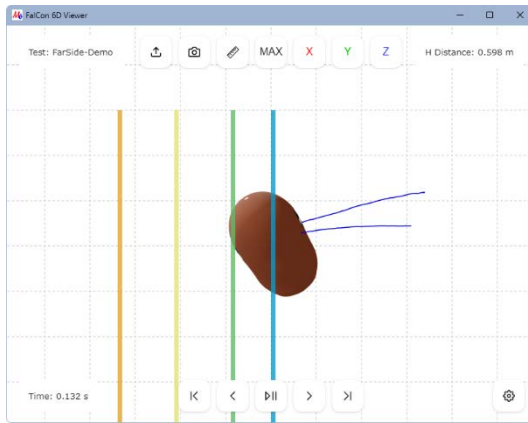 FalCon 6D Viewer
Test: FarSide-Demo
MAX
X
Y
Z
H Distance: 0.598 m
Time: 0.132 s